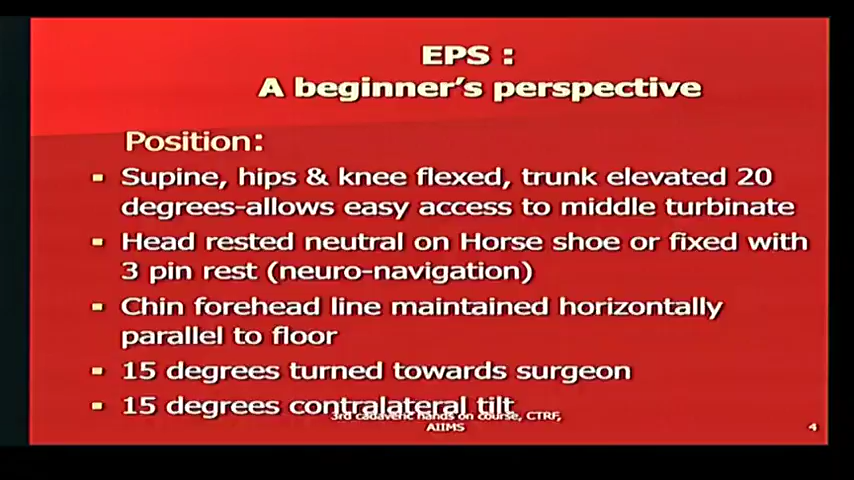 EPS :
A beginner's perspective
Position:
Supine, hips & knee flexed, trunk elevated 20
degrees-allows easy access to middle turbinate
Head rested neutral on Horse shoe or fixed with
3 pin rest (neuro-navigation)
Chin forehead line maintained horizontally
parallel to floor
15 degrees turned towards surgeon
15 degrees contralateral tilt
3rd cadaveric hands on course, CTRF,
AIIMS
4